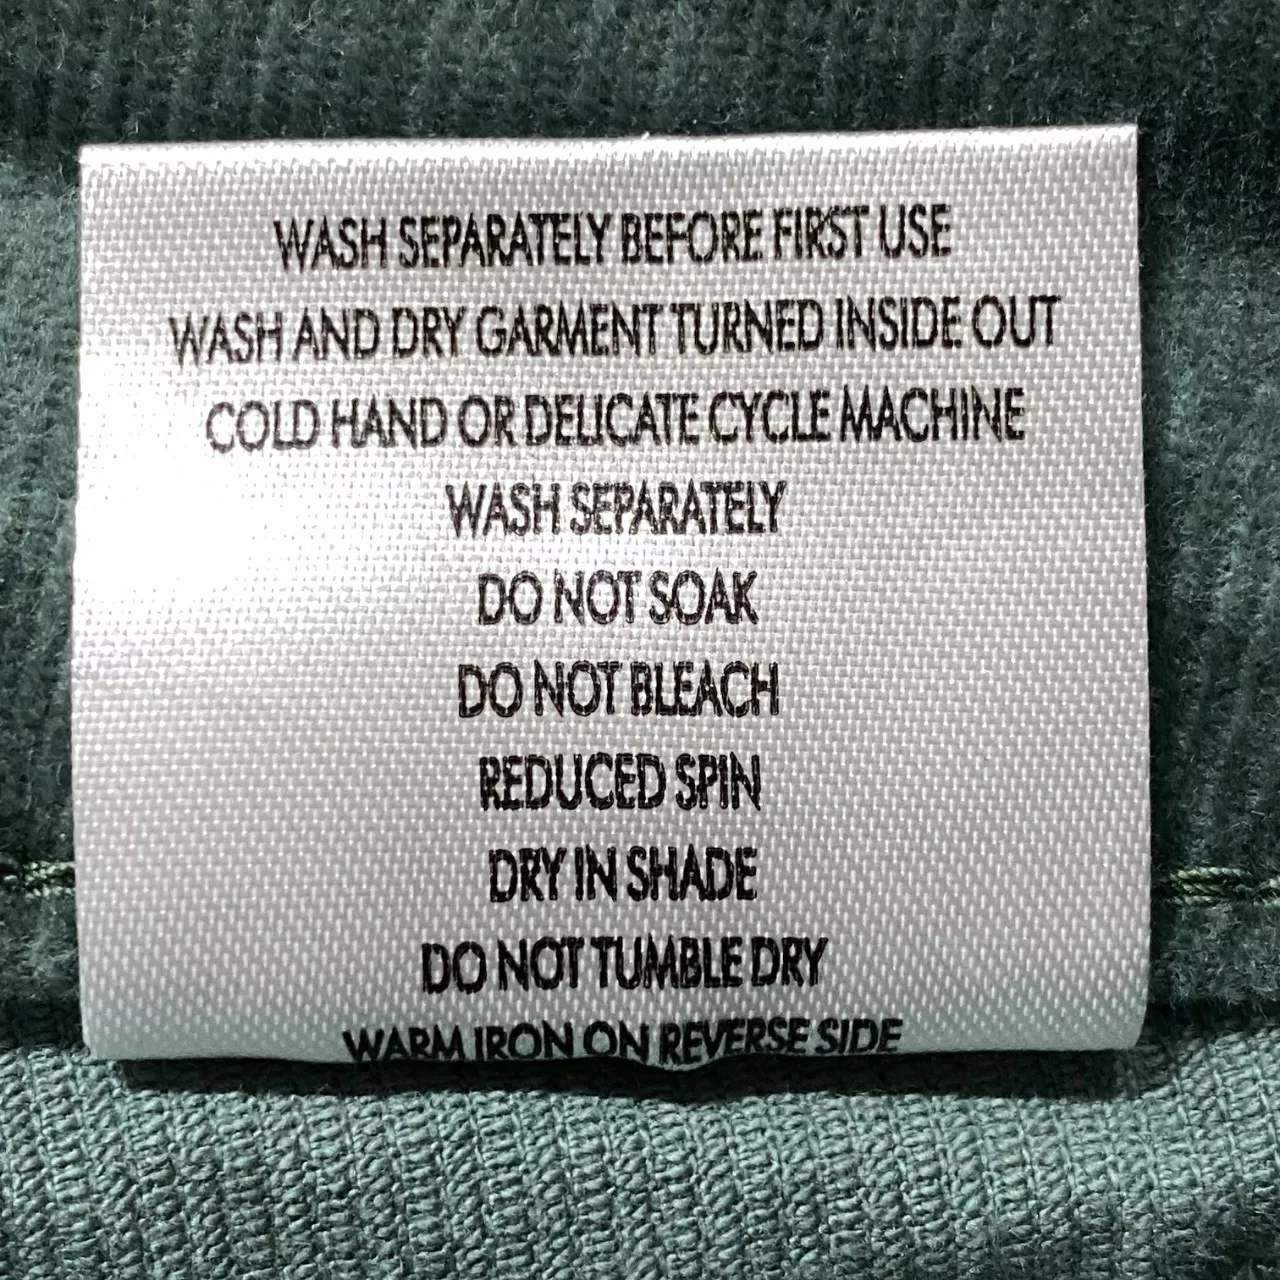 WASH SEPARATELY BEFORE FIRST USE
WASH AND DRY GARMENT TURNED INSIDE OUT
COLD HAND OR DELICATE CYCLE MACHINE
WASH SEPARATELY
DO NOT SOAK
DO NOT BLEACH
REDUCED SPIN
DRY IN SHADE
DO NOT TUMBLE DRY
WARM IRON ON REVERSE SIDE